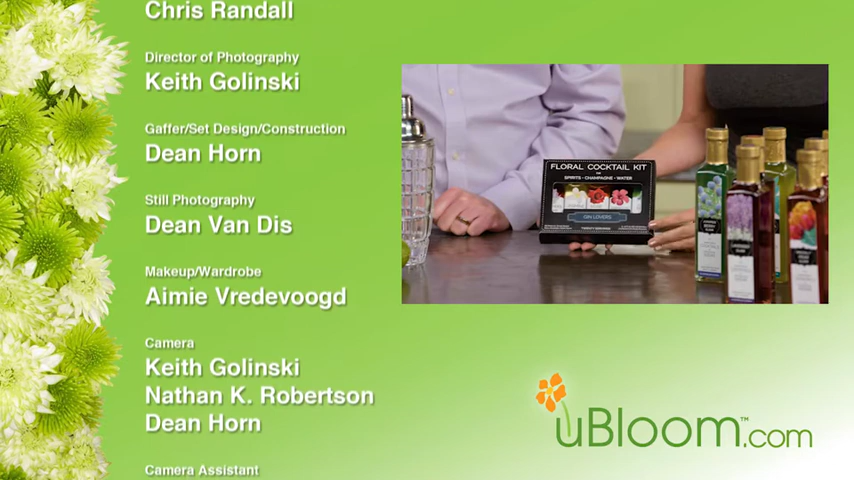 Chris Randall
Director of Photography
Keith Golinski
Gaffer/Set Design/Construction
Dean Horn
Still Photography
Dean Van Dis
Makeup/Wardrobe
Aimie Vredevoogd
Camera
Keith Golinski
Nathan K. Robertson
Dean Horn
Camera Assistant
FLORAL COCKTAIL KIT
FOR
SPIRITS • CHAMPAGNE • WATER
GIN LOVERS
uBloom.com™